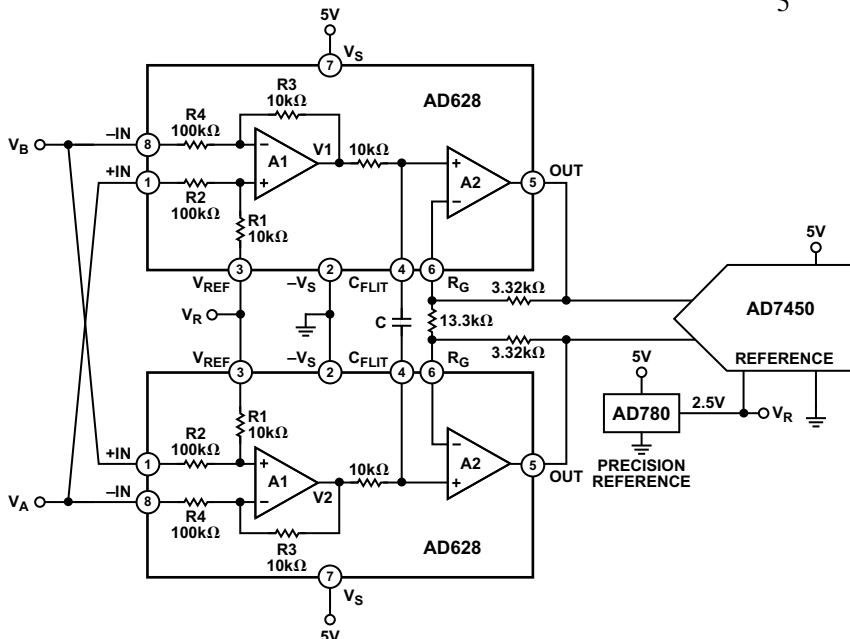 5
5V
7
VS
R3
10kΩ
AD628
R4
100kΩ
VB
–IN
8
–
A1
V1
10kΩ
+
A2
5
OUT
+IN
1
R2
100kΩ
+
–
R1
10kΩ
5V
3
2
4
6
VREF
–VS
CFLIT
RG
3.32kΩ
AD7450
VR
C
13.3kΩ
3.32kΩ
VREF
–VS
CFLIT
RG
3
2
4
6
REFERENCE
5V
R1
10kΩ
AD780
2.5V
VR
R2
100kΩ
–
+IN
1
+
A1
V2
10kΩ
A2
5
OUT
PRECISION
REFERENCE
VA
–IN
8
–
+
R4
100kΩ
R3
10kΩ
AD628
7
VS
5V